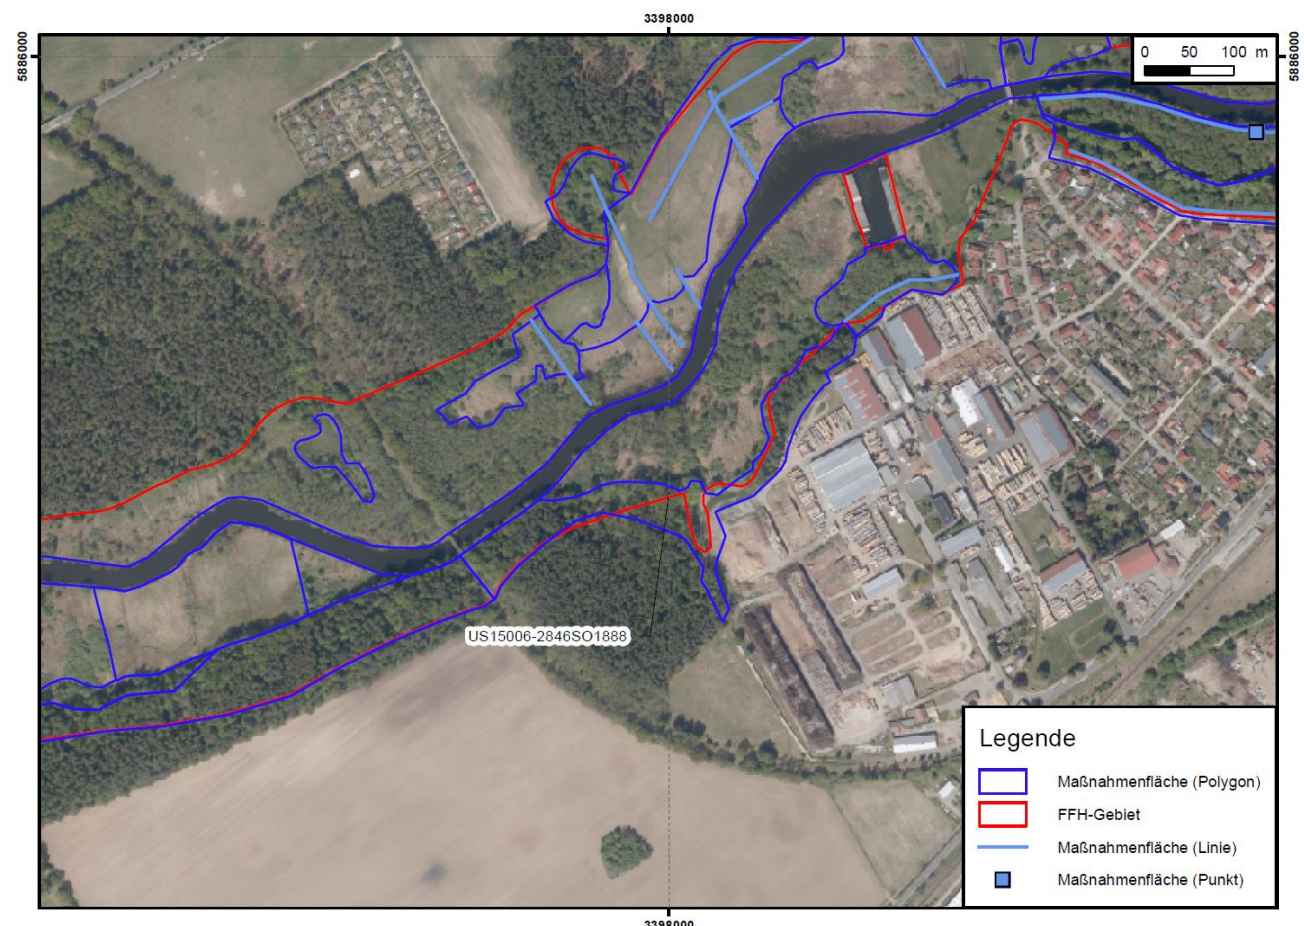 3398000
5886000
5886000
0 50 100 m
US15006-2846SO1888
Legende
Maßnahmenfläche (Polygon)
FFH-Gebiet
Maßnahmenfläche (Linie)
Maßnahmenfläche (Punkt)
3398000